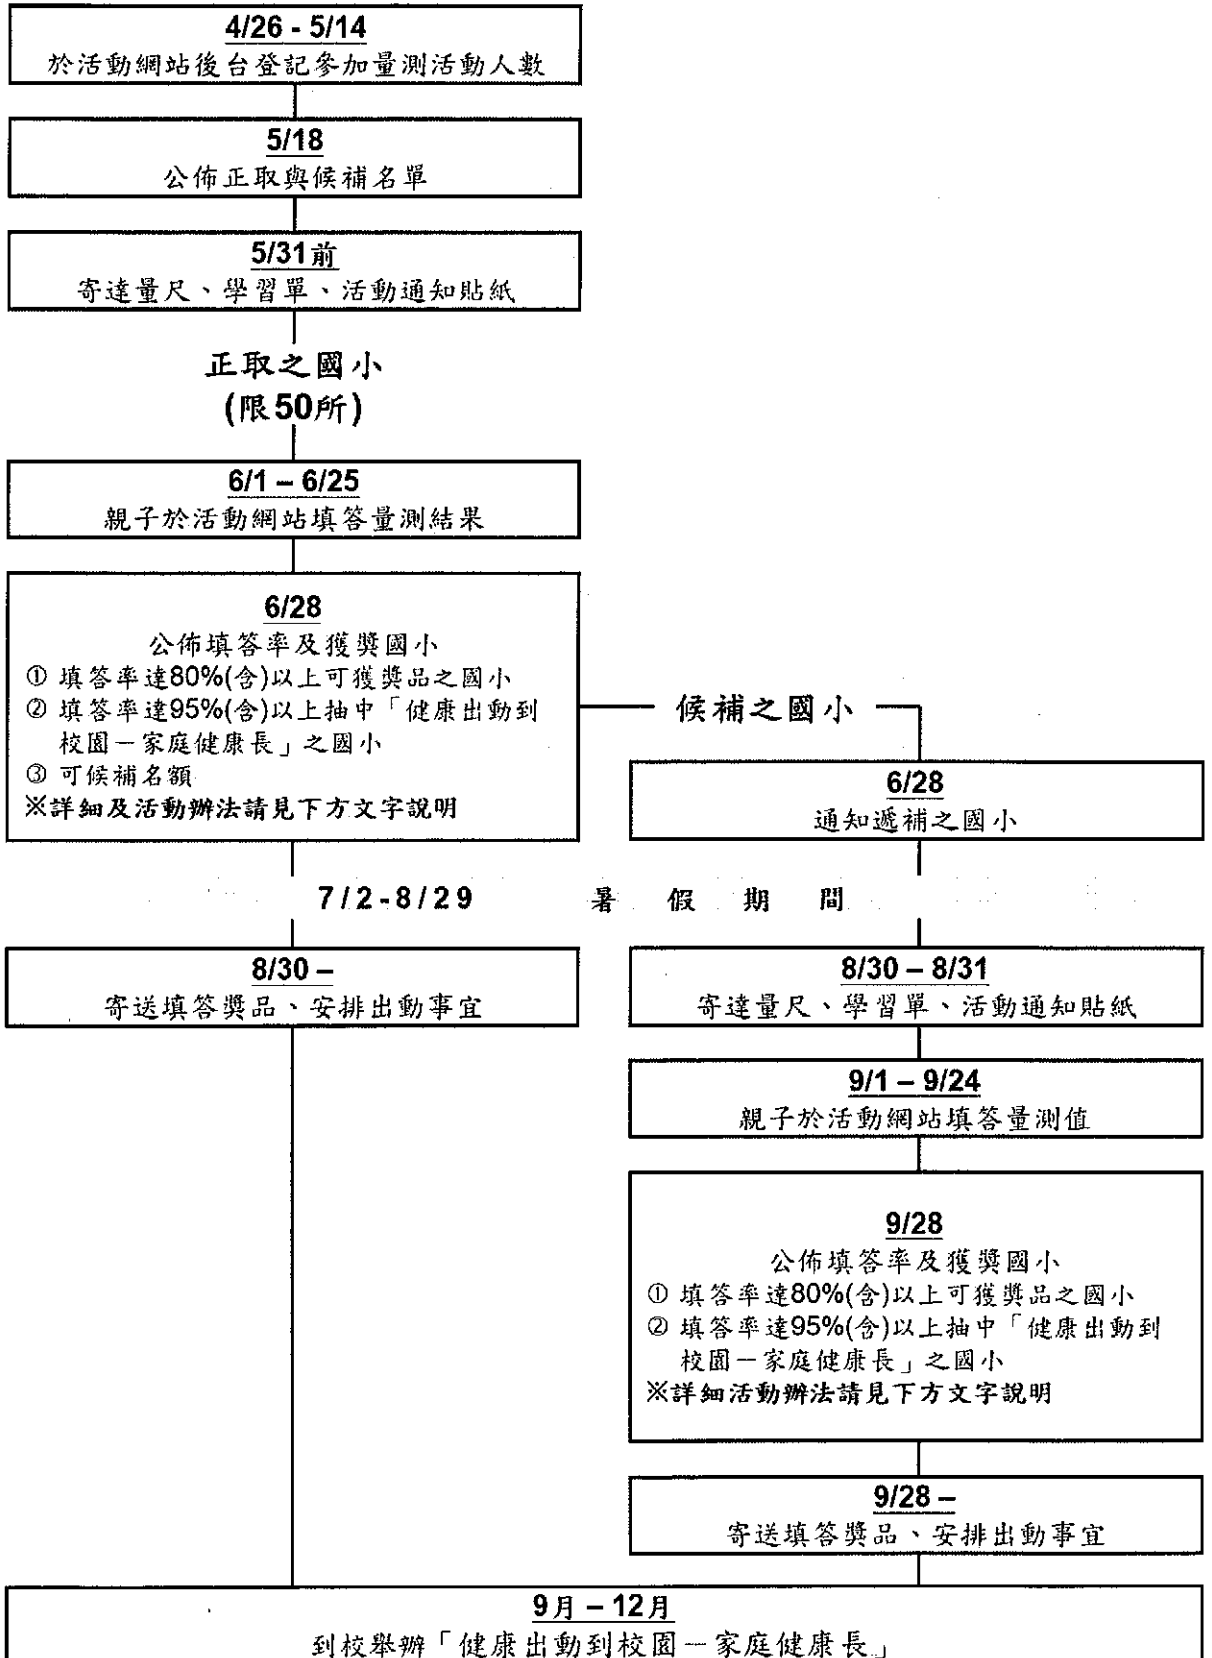 4/26 - 5/14
於活動網站後台登記參加量測活動人數
5/18
公佈正取與候補名單
5/31前
寄達量尺、學習單、活動通知貼紙
正取之國小
(限50所)
6/1 – 6/25
親子於活動網站填答量測結果
6/28
公佈填答率及獲獎國小
① 填答率達80%(含)以上可獲獎品之國小
② 填答率達95%(含)以上抽中「健康出動到
校園－家庭健康長」之國小
③ 可候補名額
※詳細及活動辦法請見下方文字說明
候補之國小
6/28
通知遞補之國小
7/2-8/29 暑假期間
8/30 –
寄送填答獎品、安排出動事宜
8/30 – 8/31
寄達量尺、學習單、活動通知貼紙
9/1 – 9/24
親子於活動網站填答量測值
9/28
公佈填答率及獲獎國小
① 填答率達80%(含)以上可獲獎品之國小
② 填答率達95%(含)以上抽中「健康出動到
校園－家庭健康長」之國小
※詳細活動辦法請見下方文字說明
9/28 –
寄送填答獎品、安排出動事宜
9月 – 12月
到校舉辦「健康出動到校園－家庭健康長」